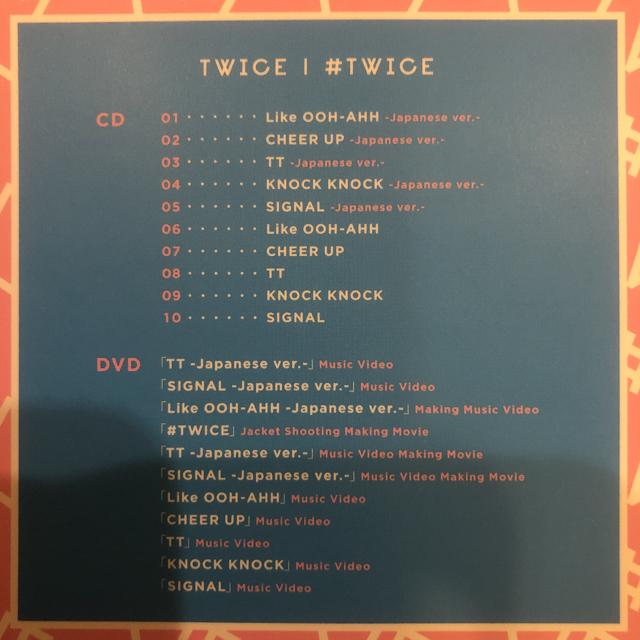 TWICE | #TWICE
CD
01 · · · · · · Like OOH-AHH -Japanese ver.-
02 · · · · · · CHEER UP -Japanese ver.-
03 · · · · · · TT -Japanese ver.-
04 · · · · · · KNOCK KNOCK -Japanese ver.-
05 · · · · · · SIGNAL -Japanese ver.-
06 · · · · · · Like OOH-AHH
07 · · · · · · CHEER UP
08 · · · · · · TT
09 · · · · · · KNOCK KNOCK
10 · · · · · · SIGNAL
DVD
「TT -Japanese ver.-」 Music Video
「SIGNAL -Japanese ver.-」 Music Video
「Like OOH-AHH -Japanese ver.-」 Making Music Video
「#TWICE」 Jacket Shooting Making Movie
「TT -Japanese ver.-」 Music Video Making Movie
「SIGNAL -Japanese ver.-」 Music Video Making Movie
「Like OOH-AHH」 Music Video
「CHEER UP」 Music Video
「TT」 Music Video
「KNOCK KNOCK」 Music Video
「SIGNAL」 Music Video